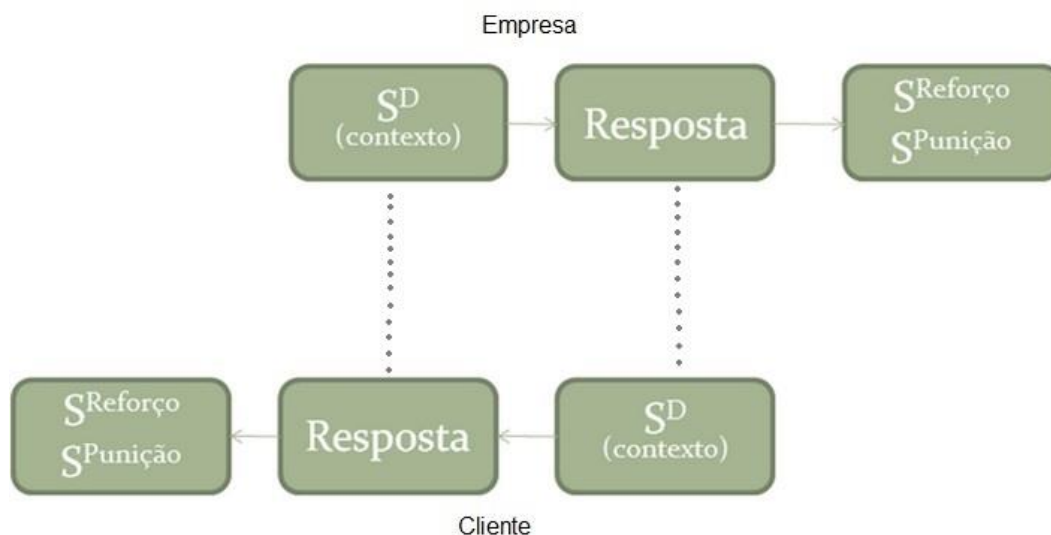 Empresa
S^D
(contexto)
Resposta
S^Reforço
S^Punição
S^Reforço
S^Punição
Resposta
S^D
(contexto)
Cliente